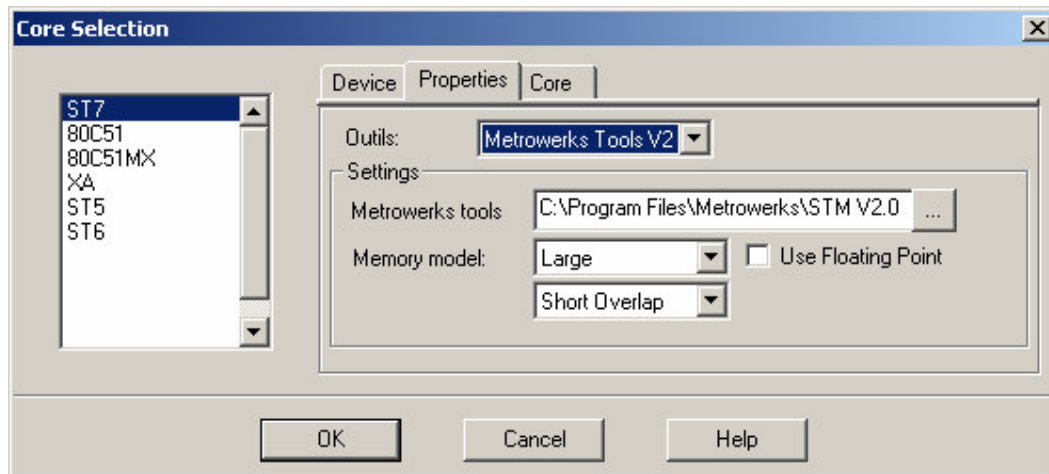 Core Selection
ST7
80C51
80C51MX
XA
ST5
ST6
Device Properties Core
Outils: Metrowerks Tools V2
Settings
Metrowerks tools C:\Program Files\Metrowerks\STM V2.0 ...
Memory model: Large Use Floating Point
Short Overlap
OK Cancel Help